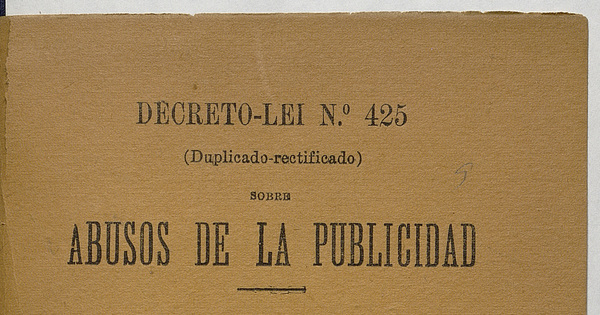 DECRETO-LEI N.º 425
(Duplicado-rectificado)
SOBRE
ABUSOS DE LA PUBLICIDAD